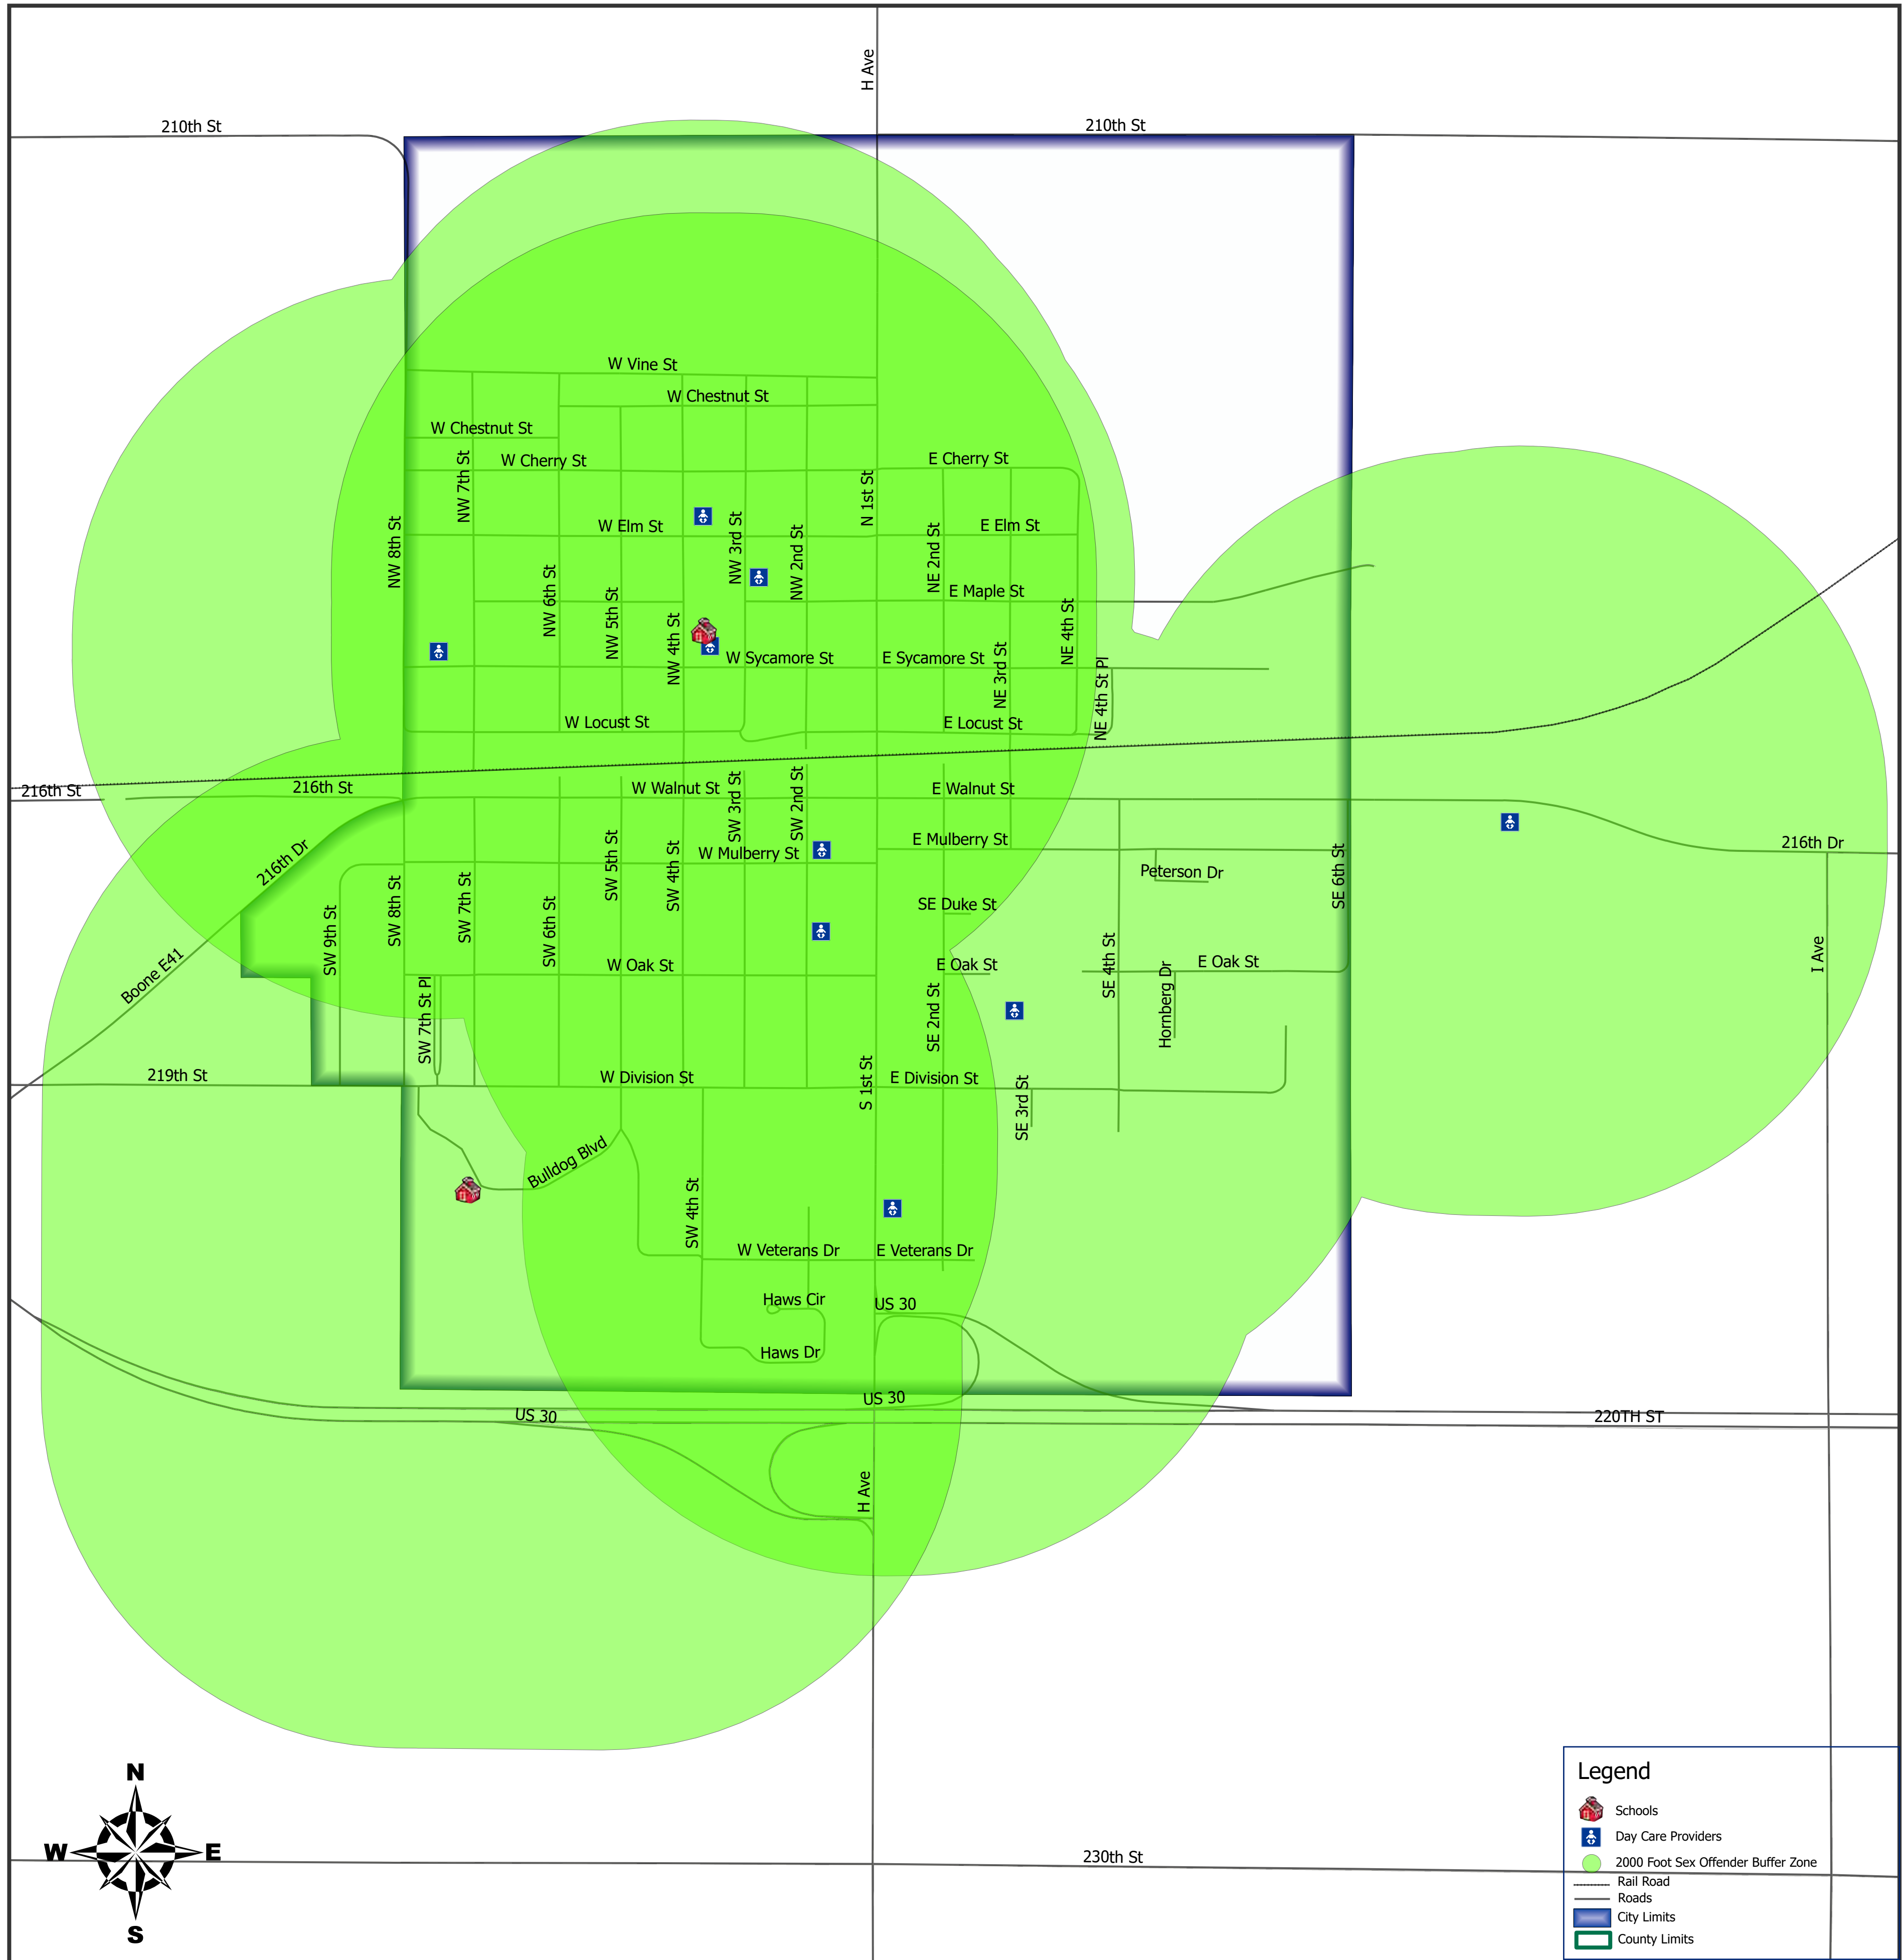 H Ave
210th St
210th St
W Vine St
W Chestnut St
W Chestnut St
W Cherry St
E Cherry St
NW 7th St
N 1st St
W Elm St
E Elm St
NW 8th St
NW 3rd St
NW 2nd St
NE 2nd St
NW 6th St
NW 5th St
E Maple St
NW 4th St
NE 4th St
W Sycamore St
E Sycamore St
NE 3rd St
NE 4th St Pl
W Locust St
E Locust St
216th St
216th St
W Walnut St
E Walnut St
SW 3rd St
SW 2nd St
216th Dr
W Mulberry St
E Mulberry St
216th Dr
SW 5th St
SW 4th St
Peterson Dr
SE 6th St
SW 9th St
SW 8th St
SW 7th St
SW 6th St
SE Duke St
Boone E41
W Oak St
E Oak St
E Oak St
SE 4th St
I Ave
SW 7th St Pl
SE 2nd St
Hornberg Dr
219th St
W Division St
E Division St
S 1st St
SE 3rd St
Bulldog Blvd
SW 4th St
W Veterans Dr
E Veterans Dr
Haws Cir
US 30
Haws Dr
US 30
US 30
220TH ST
H Ave
230th St
N
W
E
S
Legend
Schools
Day Care Providers
2000 Foot Sex Offender Buffer Zone
Rail Road
Roads
City Limits
County Limits